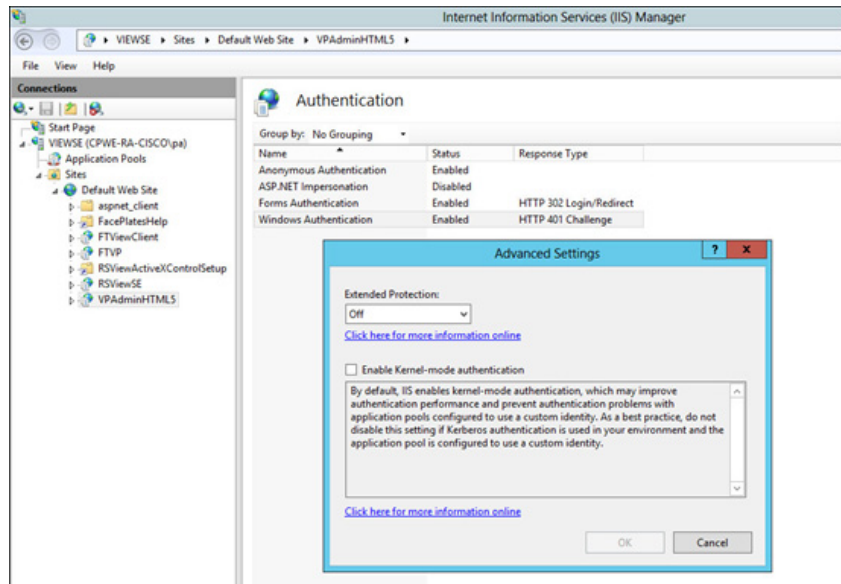 Internet Information Services (IIS) Manager
VIEWSE Sites Default Web Site VPAdminHTML5
File View Help
Connections
Start Page
VIEWSE (CPWE-RA-CISCO\pa)
Application Pools
Sites
Default Web Site
aspnet_client
FacePlatesHelp
FTViewClient
FTVP
RSViewActiveXControlSetup
RSViewSE
VPAdminHTML5
Authentication
Group by: No Grouping
Name Status Response Type
Anonymous Authentication Enabled
ASP.NET Impersonation Disabled
Forms Authentication Enabled HTTP 302 Login/Redirect
Windows Authentication Enabled HTTP 401 Challenge
Advanced Settings ? x
Extended Protection:
Off
Click here for more information online
Enable Kernel-mode authentication
By default, IIS enables kernel-mode authentication, which may improve
authentication performance and prevent authentication problems with
application pools configured to use a custom identity. As a best practice, do not
disable this setting if Kerberos authentication is used in your environment and the
application pool is configured to use a custom identity.
Click here for more information online
OK Cancel